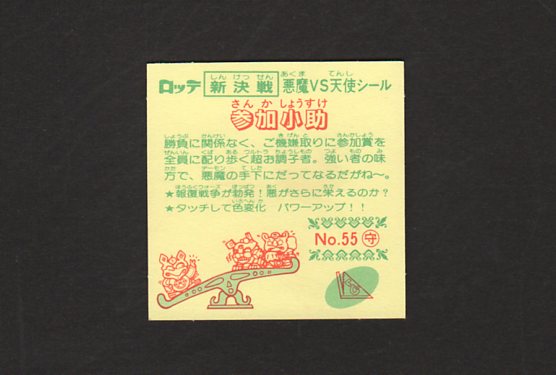 ロッテ 新決戦 悪魔VS天使シール
参加小助
勝負に関係なく、ご機嫌取りに参加賞を
全員に配り歩く超お調子者。強い者の味
方で、悪魔の手下にだってなるだがね〜。
★報復戦争が勃発！悪がさらに栄えるのか？
★タッチして色変化 パワーアップ！！
No.55 守